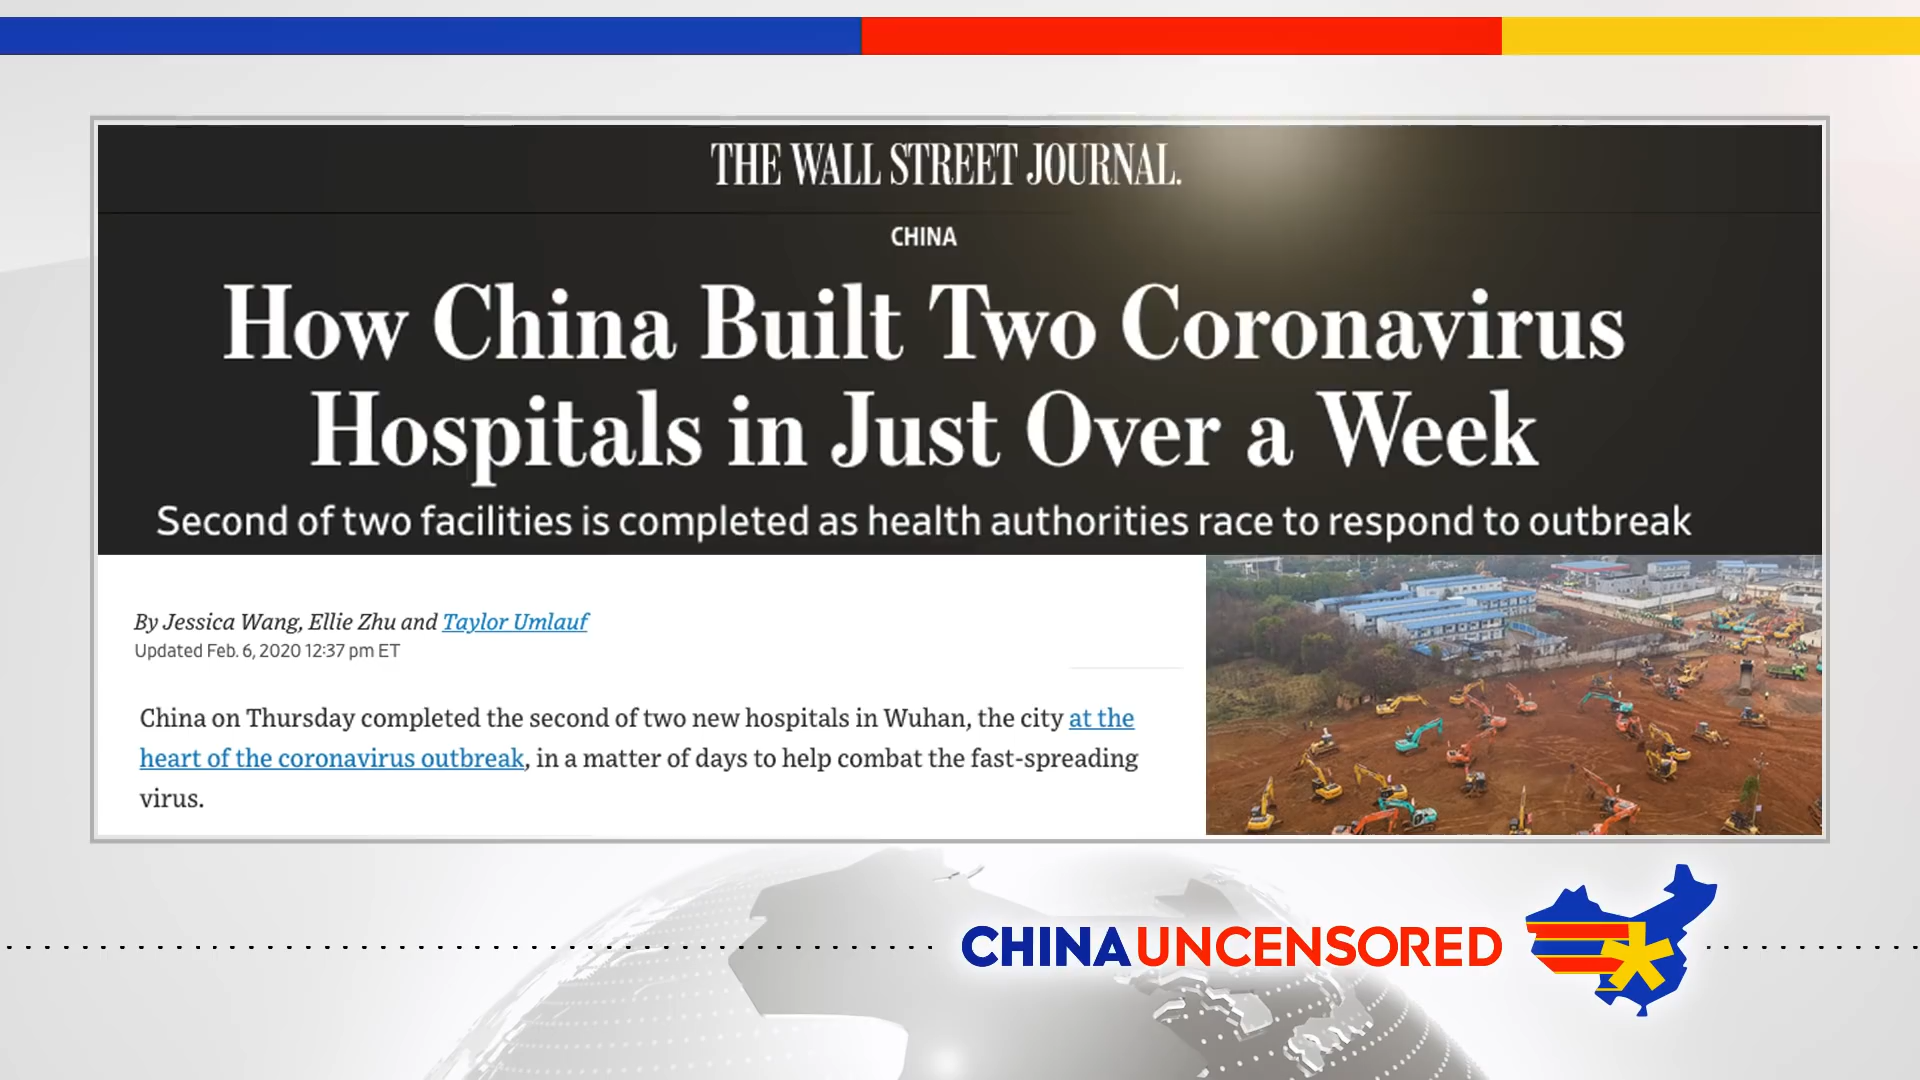 THE WALL STREET JOURNAL.
CHINA
How China Built Two Coronavirus
Hospitals in Just Over a Week
Second of two facilities is completed as health authorities race to respond to outbreak
By Jessica Wang, Ellie Zhu and Taylor Umlauf
Updated Feb. 6, 2020 12:37 pm ET
China on Thursday completed the second of two new hospitals in Wuhan, the city at the
heart of the coronavirus outbreak, in a matter of days to help combat the fast-spreading
virus.
CHINA UNCENSORED